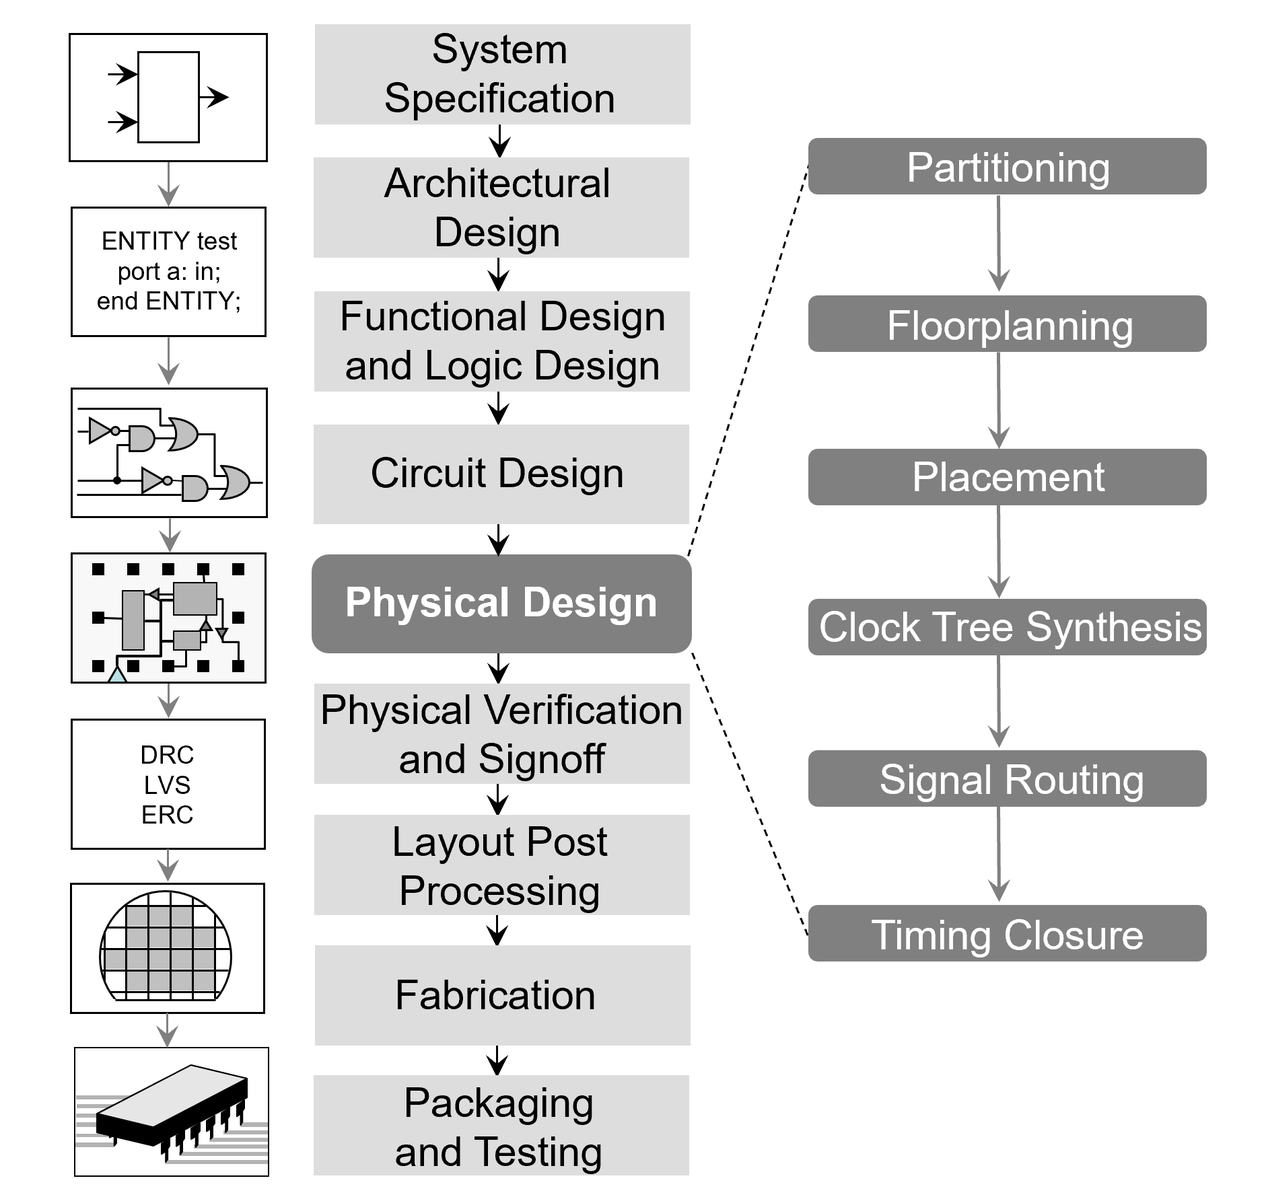 ENTITY test
port a: in;
end ENTITY;
DRC
LVS
ERC
System
Specification
Architectural
Design
Functional Design
and Logic Design
Circuit Design
Physical Design
Physical Verification
and Signoff
Layout Post
Processing
Fabrication
Packaging
and Testing
Partitioning
Floorplanning
Placement
Clock Tree Synthesis
Signal Routing
Timing Closure